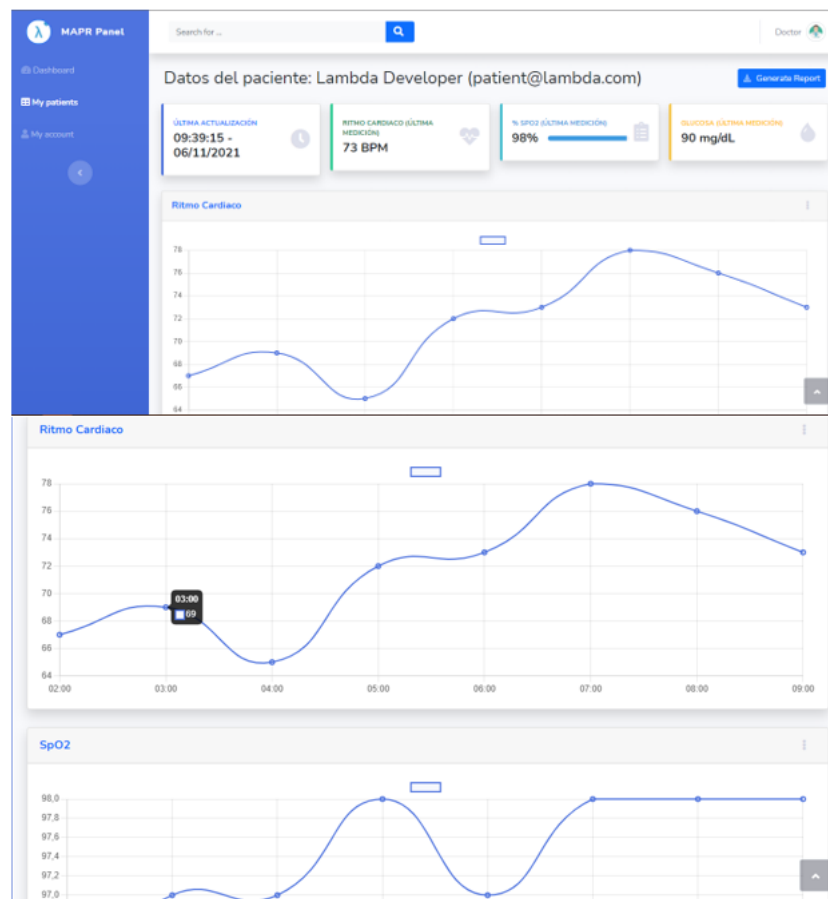 λ MAPR Panel
Search for ...
Doctor
Dashboard
My patients
My account
Datos del paciente: Lambda Developer (patient@lambda.com)
Generate Report
ÚLTIMA ACTUALIZACIÓN
09:39:15 -
06/11/2021
RITMO CARDIACO (ÚLTIMA
MEDICIÓN)
73 BPM
% SPO2 (ÚLTIMA MEDICIÓN)
98%
GLUCOSA (ÚLTIMA MEDICIÓN)
90 mg/dL
Ritmo Cardiaco
78
76
74
72
70
68
66
64
Ritmo Cardiaco
78
76
74
72
70
68
66
64
03:00
69
02:00 03:00 04:00 05:00 06:00 07:00 08:00 09:00
SpO2
98,0
97,8
97,6
97,4
97,2
97,0